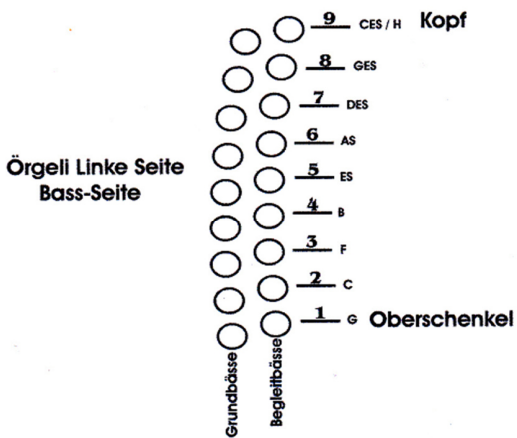 9 CES / H Kopf
8 GES
7 DES
6 AS
Örgeli Linke Seite
5 ES
Bass-Seite
4 B
3 F
2 C
1 G Oberschenkel
Grundbässe
Begleitbässe